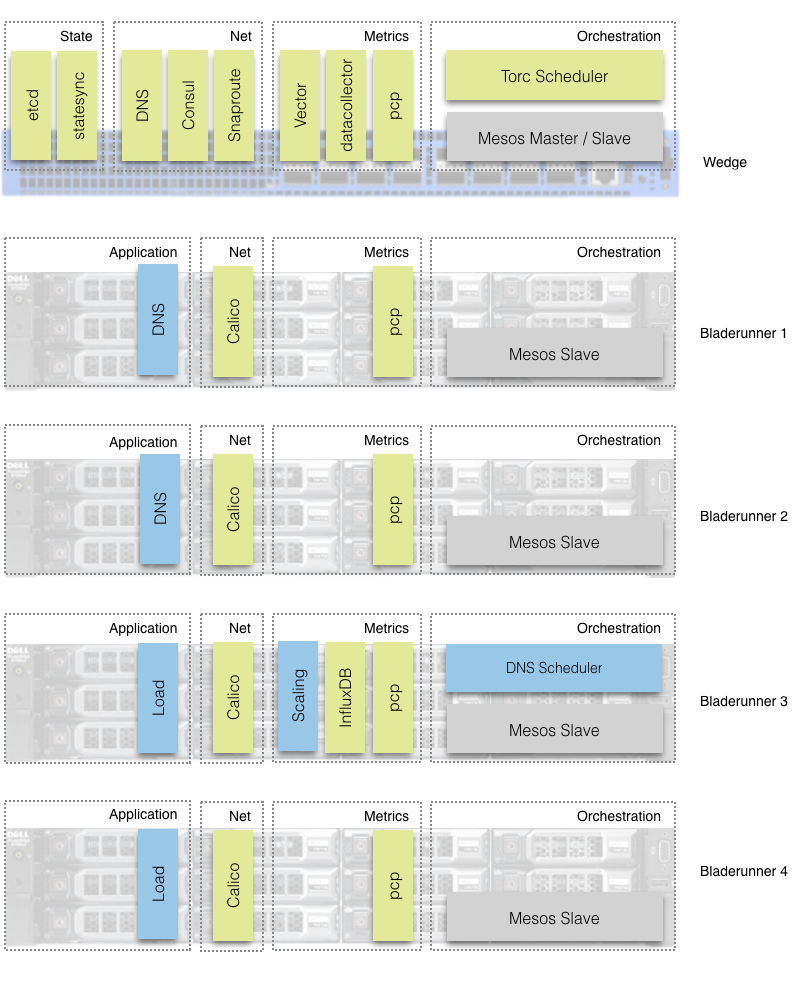 State
Net
Metrics
Orchestration
etcd
statesync
DNS
Consul
Snaproute
Vector
datacollector
pcp
Torc Scheduler
Mesos Master / Slave
Wedge
Application
Net
Metrics
Orchestration
DNS
Calico
pcp
Mesos Slave
Bladerunner 1
Application
Net
Metrics
Orchestration
DNS
Calico
pcp
Mesos Slave
Bladerunner 2
Application
Net
Metrics
Orchestration
Load
Calico
Scaling
InfluxDB
pcp
DNS Scheduler
Mesos Slave
Bladerunner 3
Application
Net
Metrics
Orchestration
Load
Calico
pcp
Mesos Slave
Bladerunner 4